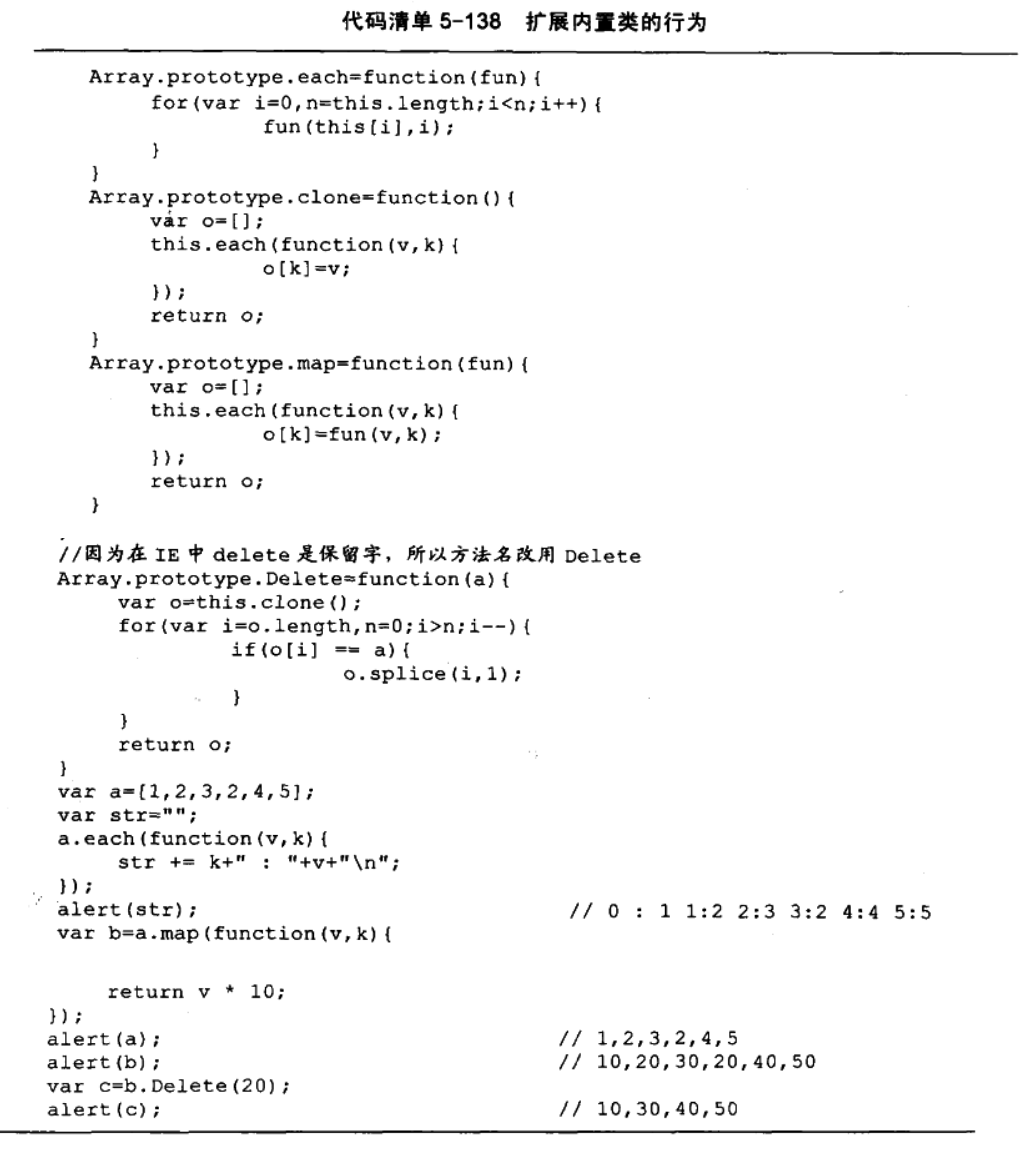 代码清单 5-138 扩展内置类的行为
Array.prototype.each=function(fun){
for(var i=0,n=this.length;i<n;i++){
fun(this[i],i);
}
}
Array.prototype.clone=function(){
var o=[];
this.each(function(v,k){
o[k]=v;
});
return o;
}
Array.prototype.map=function(fun){
var o=[];
this.each(function(v,k){
o[k]=fun(v,k);
});
return o;
}
//因为在 IE 中 delete 是保留字，所以方法名改用 Delete
Array.prototype.Delete=function(a){
var o=this.clone();
for(var i=o.length,n=0;i>n;i--){
if(o[i] == a){
o.splice(i,1);
}
}
return o;
}
var a=[1,2,3,2,4,5];
var str="";
a.each(function(v,k){
str += k+" : "+v+"\n";
});
alert(str); // 0 : 1 1:2 2:3 3:2 4:4 5:5
var b=a.map(function(v,k){
return v * 10;
});
alert(a); // 1,2,3,2,4,5
alert(b); // 10,20,30,20,40,50
var c=b.Delete(20);
alert(c); // 10,30,40,50